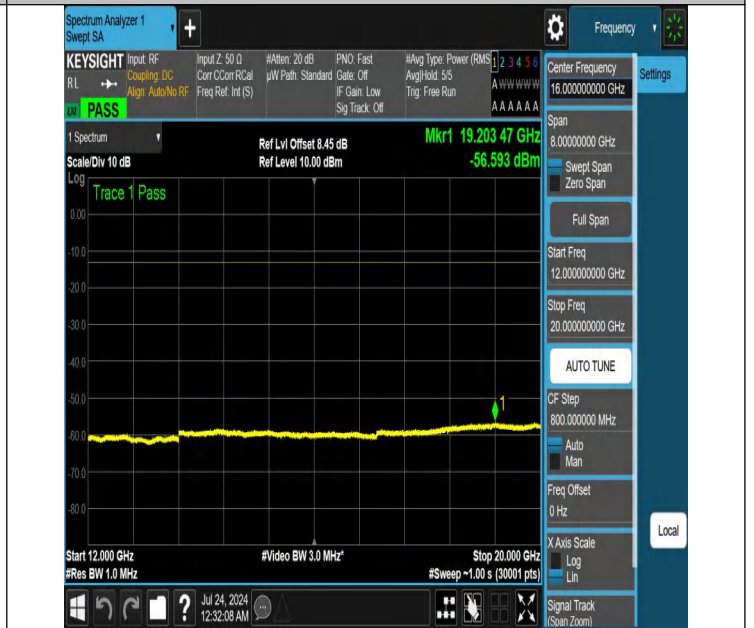 Spectrum Analyzer 1
Swept SA
+
Frequency
KEYSIGHT
RL
PASS
Input: RF
Coupling: DC
Align: Auto/No RF
Input Z: 50 Ω
Corr CCorr RCal
Freq Ref: Int (S)
#Atten: 20 dB
µW Path: Standard
PNO: Fast
Gate: Off
IF Gain: Low
Sig Track: Off
#Avg Type: Power (RMS
Avg|Hold: 5/5
Trig: Free Run
1 2 3 4 5 6
A W W W W W
A A A A A A
1 Spectrum
Scale/Div 10 dB
Ref Lvl Offset 8.45 dB
Ref Level 10.00 dBm
Mkr1 19.203 47 GHz
-56.593 dBm
Log
Trace 1 Pass
0.00
-10.0
-20.0
-30.0
-40.0
-50.0
-60.0
-70.0
-80.0
1
Start 12.000 GHz
#Res BW 1.0 MHz
#Video BW 3.0 MHz*
Stop 20.000 GHz
#Sweep ~1.00 s (30001 pts)
Center Frequency
16.000000000 GHz
Span
8.00000000 GHz
Swept Span
Zero Span
Full Span
Start Freq
12.000000000 GHz
Stop Freq
20.000000000 GHz
AUTO TUNE
CF Step
800.000000 MHz
Auto
Man
Freq Offset
0 Hz
X Axis Scale
Log
Lin
Signal Track
(Span Zoom)
Settings
Local
?
Jul 24, 2024
12:32:08 AM